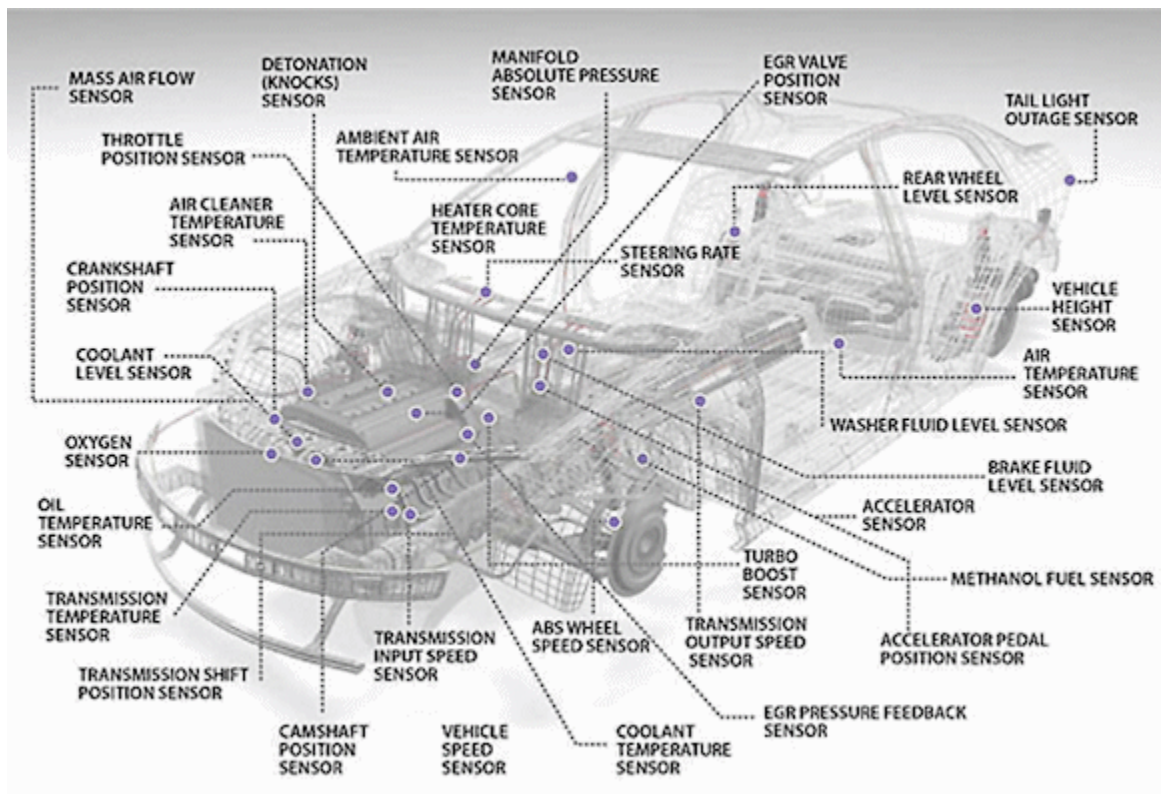 MASS AIR FLOW
SENSOR
DETONATION
(KNOCKS)
SENSOR
MANIFOLD
ABSOLUTE PRESSURE
SENSOR
EGR VALVE
POSITION
SENSOR
TAIL LIGHT
OUTAGE SENSOR
THROTTLE
POSITION SENSOR
AMBIENT AIR
TEMPERATURE SENSOR
REAR WHEEL
LEVEL SENSOR
AIR CLEANER
TEMPERATURE
SENSOR
HEATER CORE
TEMPERATURE
SENSOR
STEERING RATE
SENSOR
CRANKSHAFT
POSITION
SENSOR
VEHICLE
HEIGHT
SENSOR
COOLANT
LEVEL SENSOR
AIR
TEMPERATURE
SENSOR
WASHER FLUID LEVEL SENSOR
OXYGEN
SENSOR
BRAKE FLUID
LEVEL SENSOR
OIL
TEMPERATURE
SENSOR
ACCELERATOR
SENSOR
TURBO
BOOST
SENSOR
METHANOL FUEL SENSOR
TRANSMISSION
TEMPERATURE
SENSOR
TRANSMISSION
INPUT SPEED
SENSOR
ABS WHEEL
SPEED SENSOR
TRANSMISSION
OUTPUT SPEED
SENSOR
ACCELERATOR PEDAL
POSITION SENSOR
TRANSMISSION SHIFT
POSITION SENSOR
EGR PRESSURE FEEDBACK
SENSOR
CAMSHAFT
POSITION
SENSOR
VEHICLE
SPEED
SENSOR
COOLANT
TEMPERATURE
SENSOR